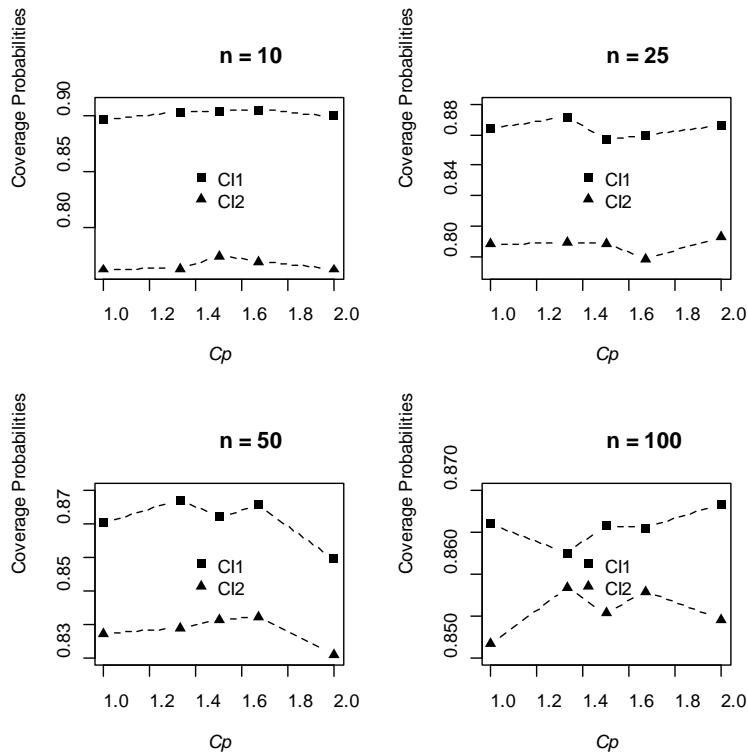 n = 10
Coverage Probabilities
0.90
0.85
0.80
CI1
CI2
1.0 1.2 1.4 1.6 1.8 2.0
Cp
n = 25
Coverage Probabilities
0.88
0.84
0.80
CI1
CI2
1.0 1.2 1.4 1.6 1.8 2.0
Cp
n = 50
Coverage Probabilities
0.87
0.85
0.83
CI1
CI2
1.0 1.2 1.4 1.6 1.8 2.0
Cp
n = 100
Coverage Probabilities
0.870
0.860
0.850
CI1
CI2
1.0 1.2 1.4 1.6 1.8 2.0
Cp